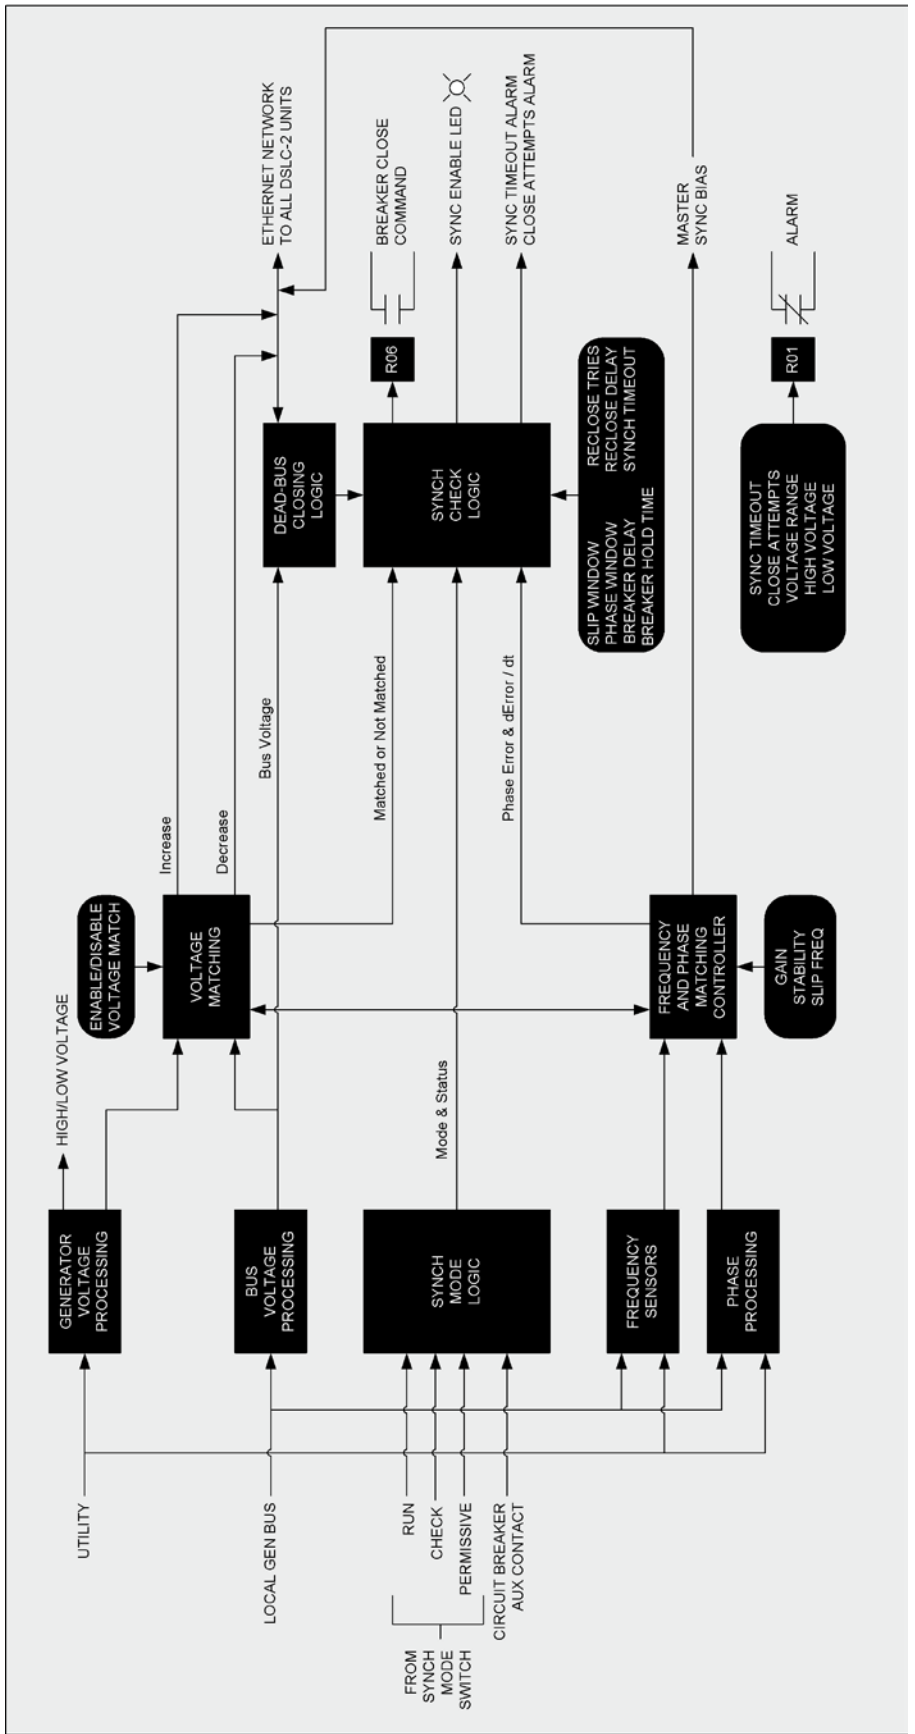 UTILITY
LOCAL GEN BUS
FROM
SYNCH
MODE
SWITCH
RUN
CHECK
PERMISSIVE
CIRCUIT BREAKER
AUX CONTACT
GENERATOR
VOLTAGE
PROCESSING
HIGH/LOW VOLTAGE
BUS
VOLTAGE
PROCESSING
SYNCH
MODE
LOGIC
FREQUENCY
SENSORS
PHASE
PROCESSING
ENABLE/DISABLE
VOLTAGE MATCH
VOLTAGE
MATCHING
Mode & Status
FREQUENCY
AND PHASE
MATCHING
CONTROLLER
GAIN
STABILITY
SLIP FREQ
Increase
Decrease
Bus Voltage
Matched or Not Matched
Phase Error & dError / dt
DEAD-BUS
CLOSING
LOGIC
SYNCH
CHECK
LOGIC
SLIP WINDOW
PHASE WINDOW
BREAKER DELAY
BREAKER HOLD TIME
RECLOSE TRIES
RECLOSE DELAY
SYNCH TIMEOUT
SYNC TIMEOUT
CLOSE ATTEMPTS
VOLTAGE RANGE
HIGH VOLTAGE
LOW VOLTAGE
R06
R01
ETHERNET NETWORK
TO ALL DSLC-2 UNITS
BREAKER CLOSE
COMMAND
SYNC ENABLE LED
SYNC TIMEOUT ALARM
CLOSE ATTEMPTS ALARM
MASTER
SYNC BIAS
ALARM